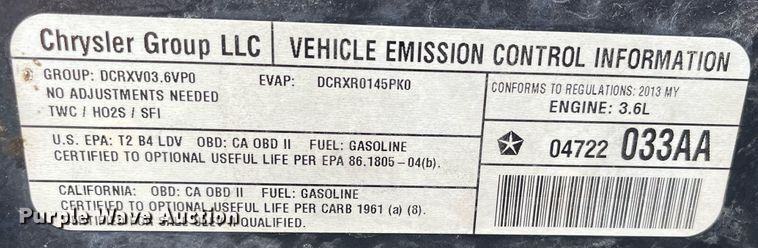 Chrysler Group LLC VEHICLE EMISSION CONTROL INFORMATION
GROUP: DCRXV03.6VP0 EVAP: DCRXR0145PK0
NO ADJUSTMENTS NEEDED
TWC / HO2S / SFI
CONFORMS TO REGULATIONS: 2013 MY
ENGINE: 3.6L
U.S. EPA: T2 B4 LDV OBD: CA OBD II FUEL: GASOLINE
CERTIFIED TO OPTIONAL USEFUL LIFE PER EPA 86.1805-04(b).
04722 033AA
CALIFORNIA: OBD: CA OBD II FUEL: GASOLINE
CERTIFIED TO OPTIONAL USEFUL LIFE PER CARB 1961 (a) (8).
QUALIFIED.
Purple Wave Auction